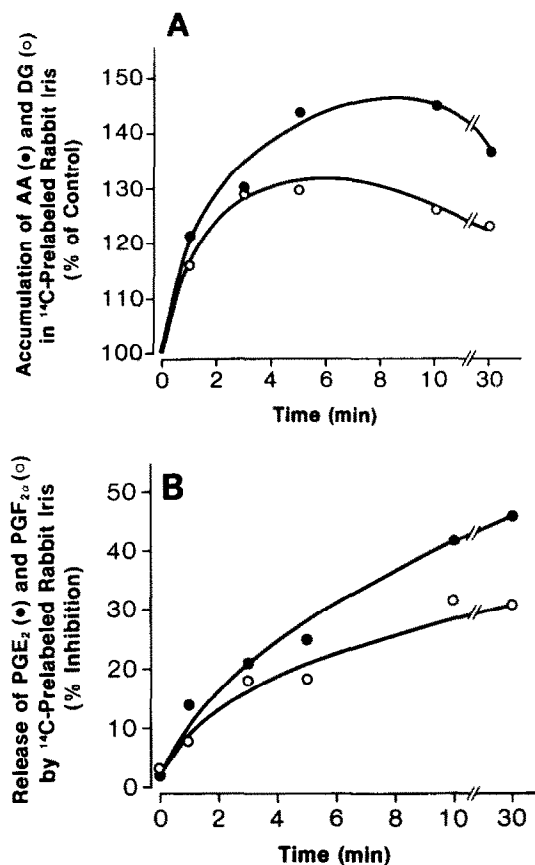 A
Accumulation of AA (●) and DG (○)
in ¹⁴C-Prelabeled Rabbit Iris
(% of Control)
150
140
130
120
110
100
0 2 4 6 8 10 30
Time (min)
B
Release of PGE₂ (●) and PGF₂α (○)
by ¹⁴C-Prelabeled Rabbit Iris
(% Inhibition)
50
40
30
20
10
0
0 2 4 6 8 10 30
Time (min)